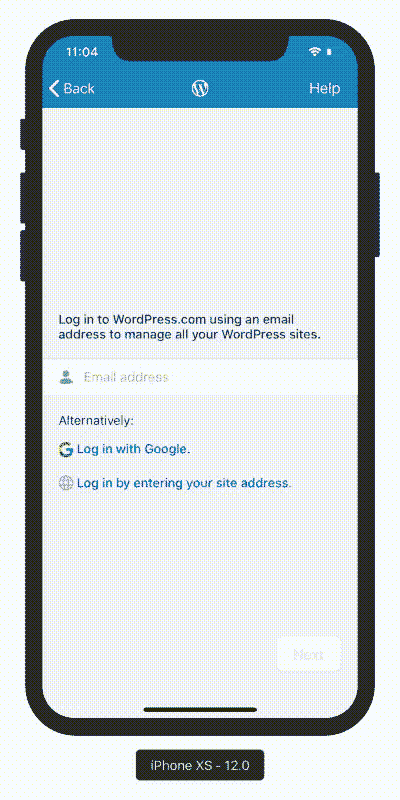 11:04
Back
Help
Log in to WordPress.com using an email
address to manage all your WordPress sites.
Email address
Alternatively:
Log in with Google.
Log in by entering your site address.
Next
iPhone XS - 12.0